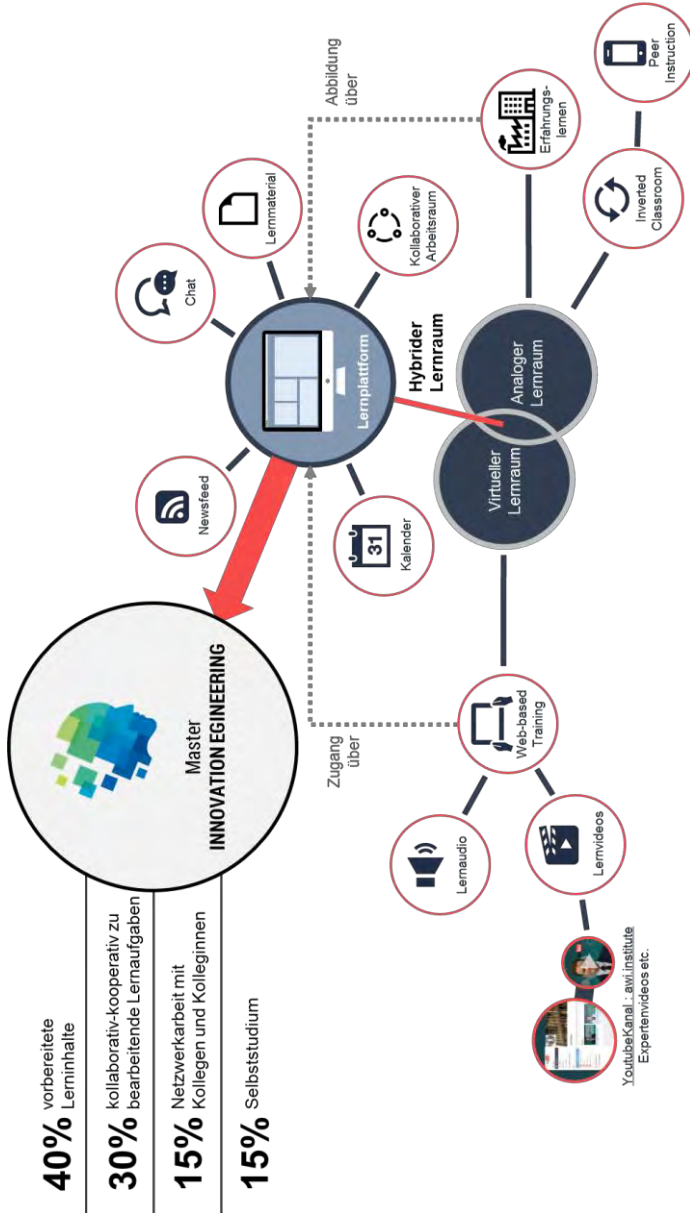 40% vorbereitete
Lerninhalte
30% kollaborativ-kooperativ zu
bearbeitende Lernaufgaben
15% Netzwerkarbeit mit
Kollegen und Kolleginnen
15% Selbststudium
Master
INNOVATION EGINEERING
Newsfeed
Chat
Lernmaterial
Kollaborativer
Arbeitsraum
Lernplattform
31
Kalender
Hybrider
Lernraum
Zugang
über
Abbildung
über
Lernaudio
Web-based
Training
Lernvideos
YoutubeKanal : awi.institute
Expertenvideos etc.
Virtueller
Lernraum
Analoger
Lernraum
Erfahrungs-
lernen
Inverted
Classroom
Peer
Instruction